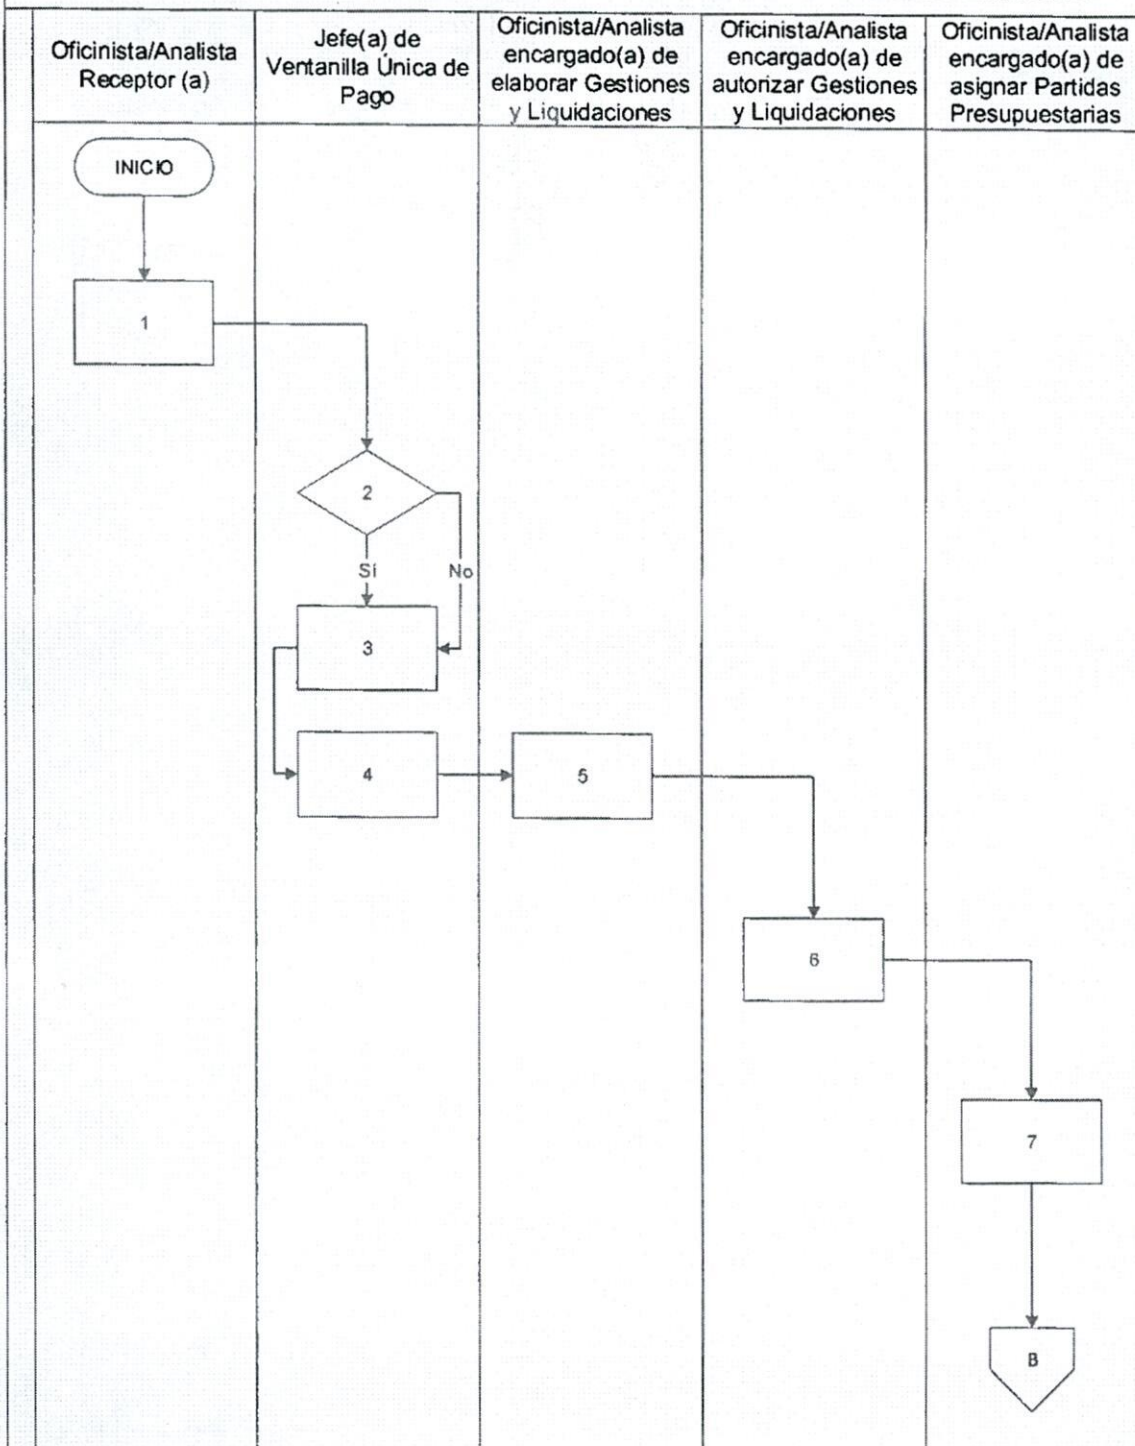 Oficinista/Analista
Receptor (a)
Jefe(a) de
Ventanilla Única de
Pago
Oficinista/Analista
encargado(a) de
elaborar Gestiones
y Liquidaciones
Oficinista/Analista
encargado(a) de
autorizar Gestiones
y Liquidaciones
Oficinista/Analista
encargado(a) de
asignar Partidas
Presupuestarias
INICIO
1
2
Sí
No
3
4
5
6
7
B